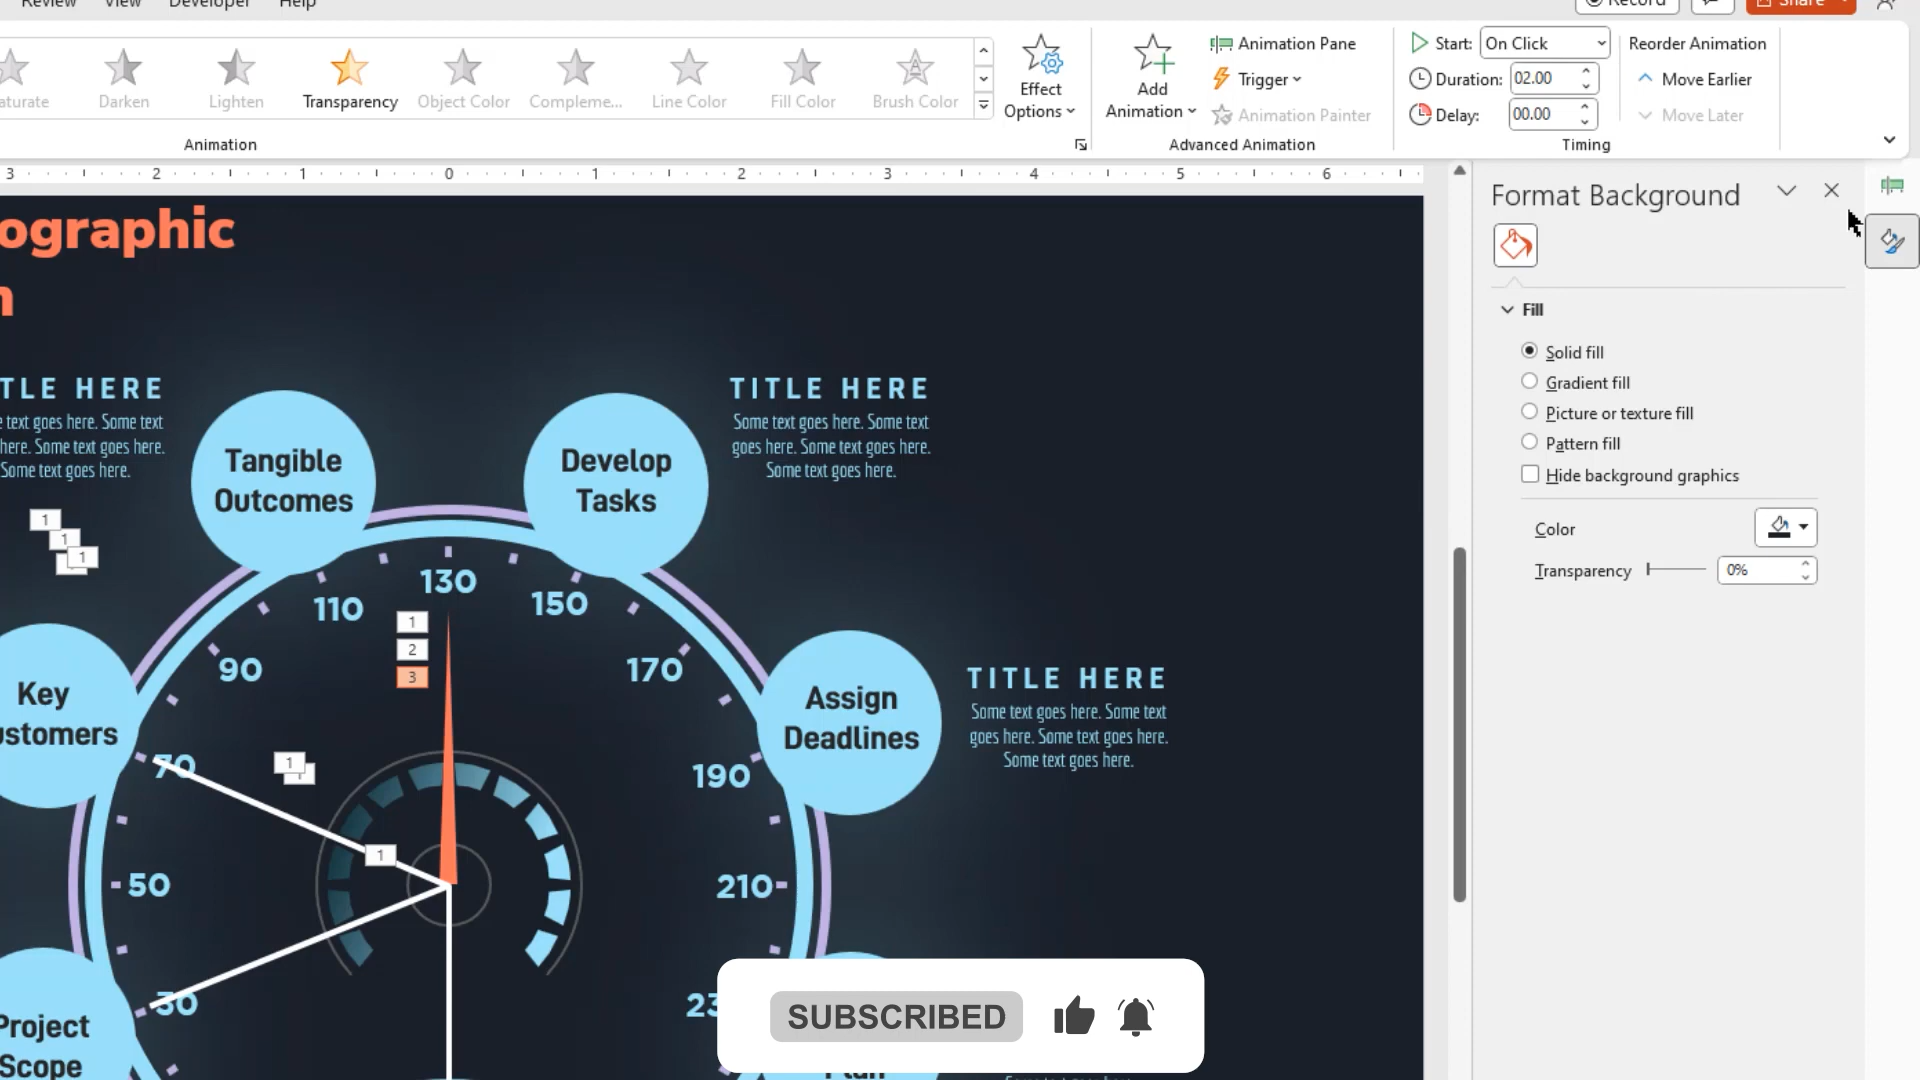 Review View Developer Help
Record
Share
aturate
Darken
Lighten
Transparency
Object Color
Compleme...
Line Color
Fill Color
Brush Color
Animation
Effect
Options
Add
Animation
Animation Pane
Trigger
Animation Painter
Advanced Animation
Start: On Click
Duration: 02.00
Delay: 00.00
Timing
Reorder Animation
Move Earlier
Move Later
3 2 1 0 1 2 3 4 5 6
ographic
n
TLE HERE
e text goes here. Some text
here. Some text goes here.
Some text goes here.
Tangible
Outcomes
Develop
Tasks
TITLE HERE
Some text goes here. Some text
goes here. Some text goes here.
Some text goes here.
1
1
1
130
110
150
1
2
3
90
170
Key
ustomers
Assign
Deadlines
TITLE HERE
Some text goes here. Some text
goes here. Some text goes here.
Some text goes here.
70
190
1
1
50
210
30
23
Project
Scope
Plan
SUBSCRIBED
Format Background
Fill
Solid fill
Gradient fill
Picture or texture fill
Pattern fill
Hide background graphics
Color
Transparency 0%